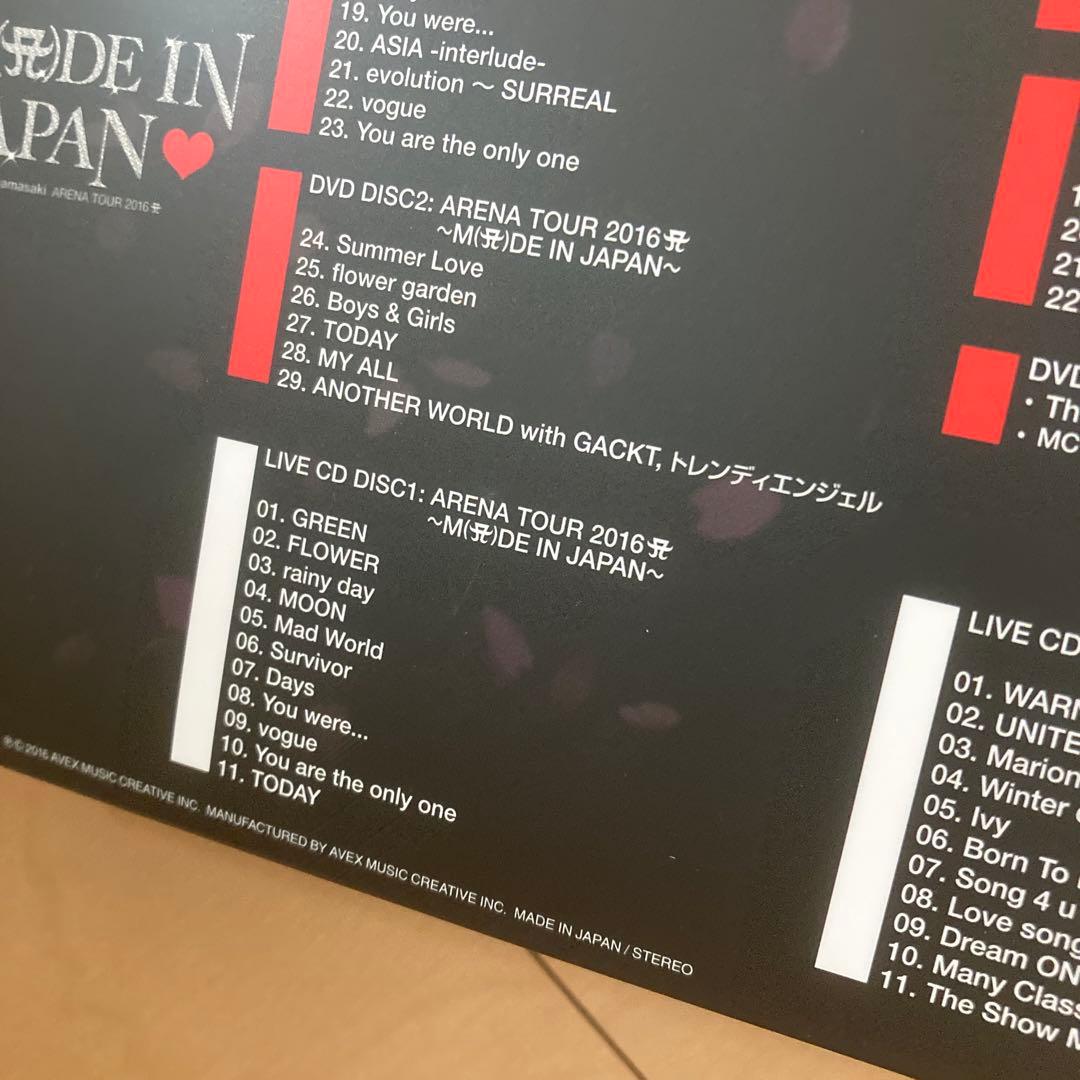 (A)DE IN
APAN
amasaki ARENA TOUR 2016 A
19. You were...
20. ASIA -interlude-
21. evolution ～ SURREAL
22. vogue
23. You are the only one
DVD DISC2: ARENA TOUR 2016 A
~M(A)DE IN JAPAN~
24. Summer Love
25. flower garden
26. Boys & Girls
27. TODAY
28. MY ALL
29. ANOTHER WORLD with GACKT, トレンディエンジェル
LIVE CD DISC1: ARENA TOUR 2016 A
~M(A)DE IN JAPAN~
01. GREEN
02. FLOWER
03. rainy day
04. MOON
05. Mad World
06. Survivor
07. Days
08. You were...
09. vogue
10. You are the only one
11. TODAY
℗© 2016 AVEX MUSIC CREATIVE INC. MANUFACTURED BY AVEX MUSIC CREATIVE INC. MADE IN JAPAN / STEREO
21
22
DVD
・Th
・MC
LIVE CD
01. WARN
02. UNITE
03. Marion
04. Winter
05. Ivy
06. Born To
07. Song 4 u
08. Love song
09. Dream ON
10. Many Class
11. The Show M